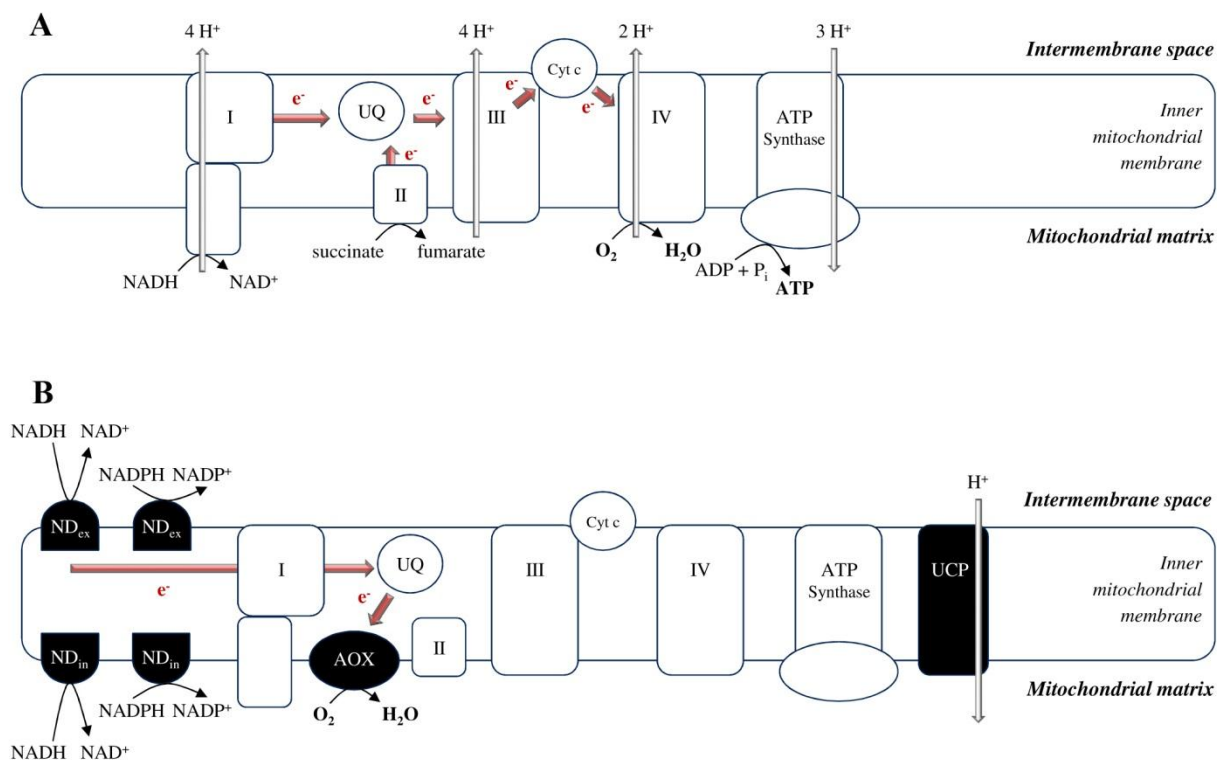 A
4 H⁺
4 H⁺
2 H⁺
3 H⁺
Intermembrane space
Cyt c
e⁻
e⁻
e⁻
e⁻
I
UQ
III
IV
ATP
Synthase
Inner
mitochondrial
membrane
e⁻
II
succinate
fumarate
O₂
H₂O
Mitochondrial matrix
NADH
NAD⁺
ADP + Pᵢ
ATP
B
NADH
NAD⁺
NADPH
NADP⁺
H⁺
Intermembrane space
NDex
NDex
Cyt c
I
UQ
III
IV
ATP
Synthase
UCP
Inner
mitochondrial
membrane
e⁻
e⁻
NDin
NDin
AOX
II
Mitochondrial matrix
NADPH
NADP⁺
O₂
H₂O
NADH
NAD⁺